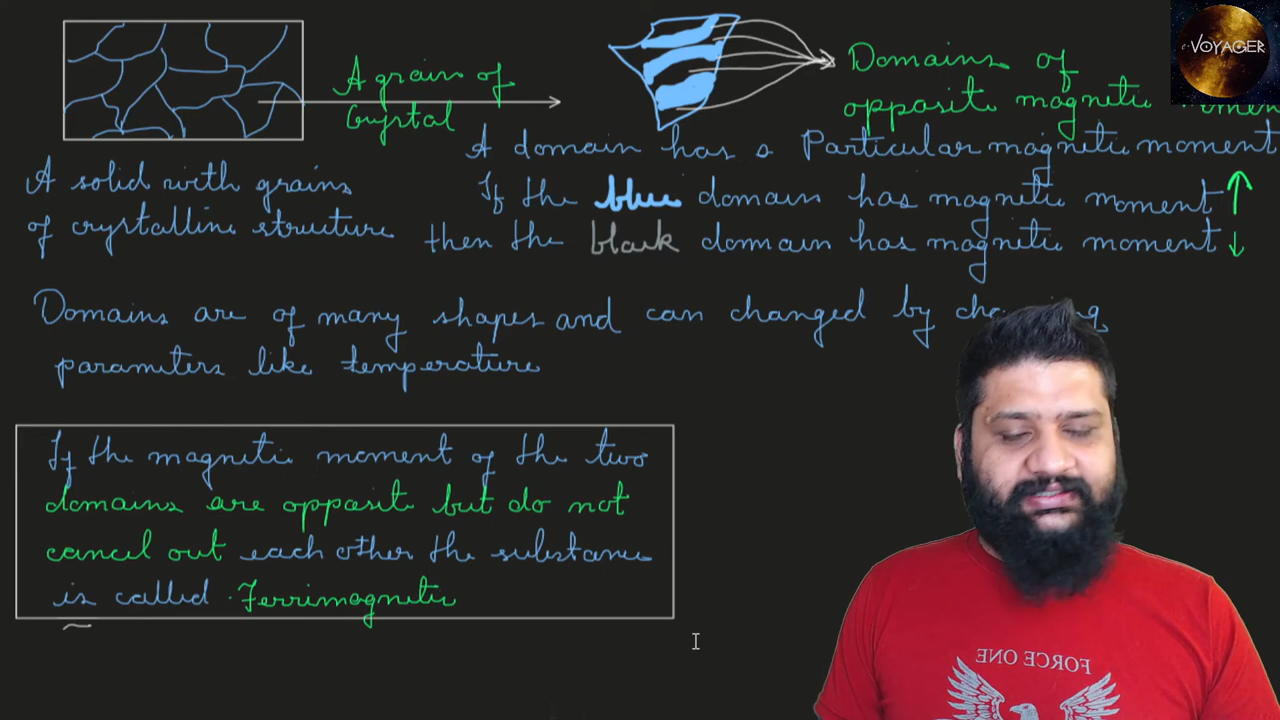 A grain of
Crystal
Domains of
opposite magnetic
e-VOYAGER
A solid with grains
of crystalline structure
A domain has a Particular magnetic moment
If the blue domain has magnetic moment ↑
then the black domain has magnetic moment ↓
Domains are of many shapes and can changed by
parameters like temperature
If the magnetic moment of the two
domains are opposit but do not
cancel out each other the substance
is called Ferrimagnetic
FORCE ONE